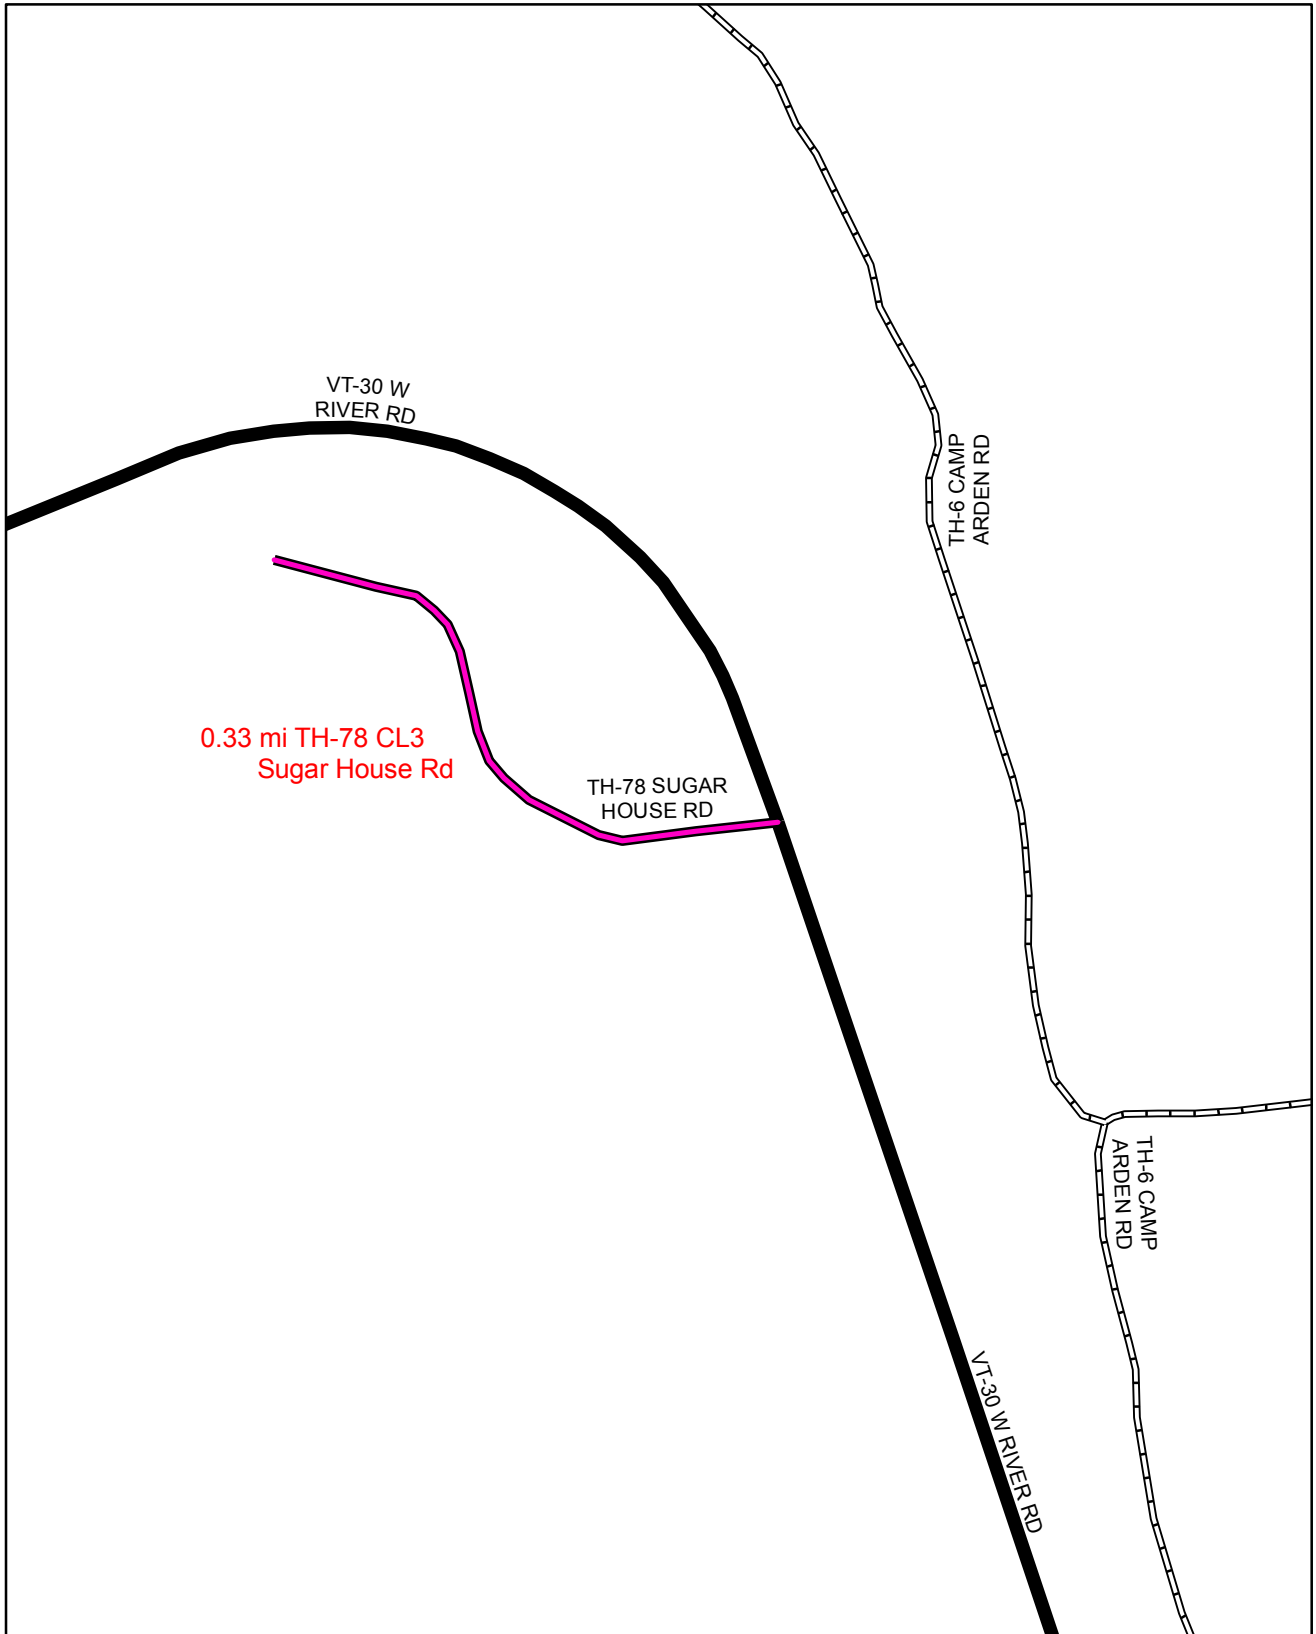 VT-30 W
RIVER RD
TH-6 CAMP
ARDEN RD
0.33 mi TH-78 CL3
Sugar House Rd
TH-78 SUGAR
HOUSE RD
TH-6 CAMP
ARDEN RD
VT-30 W RIVER RD